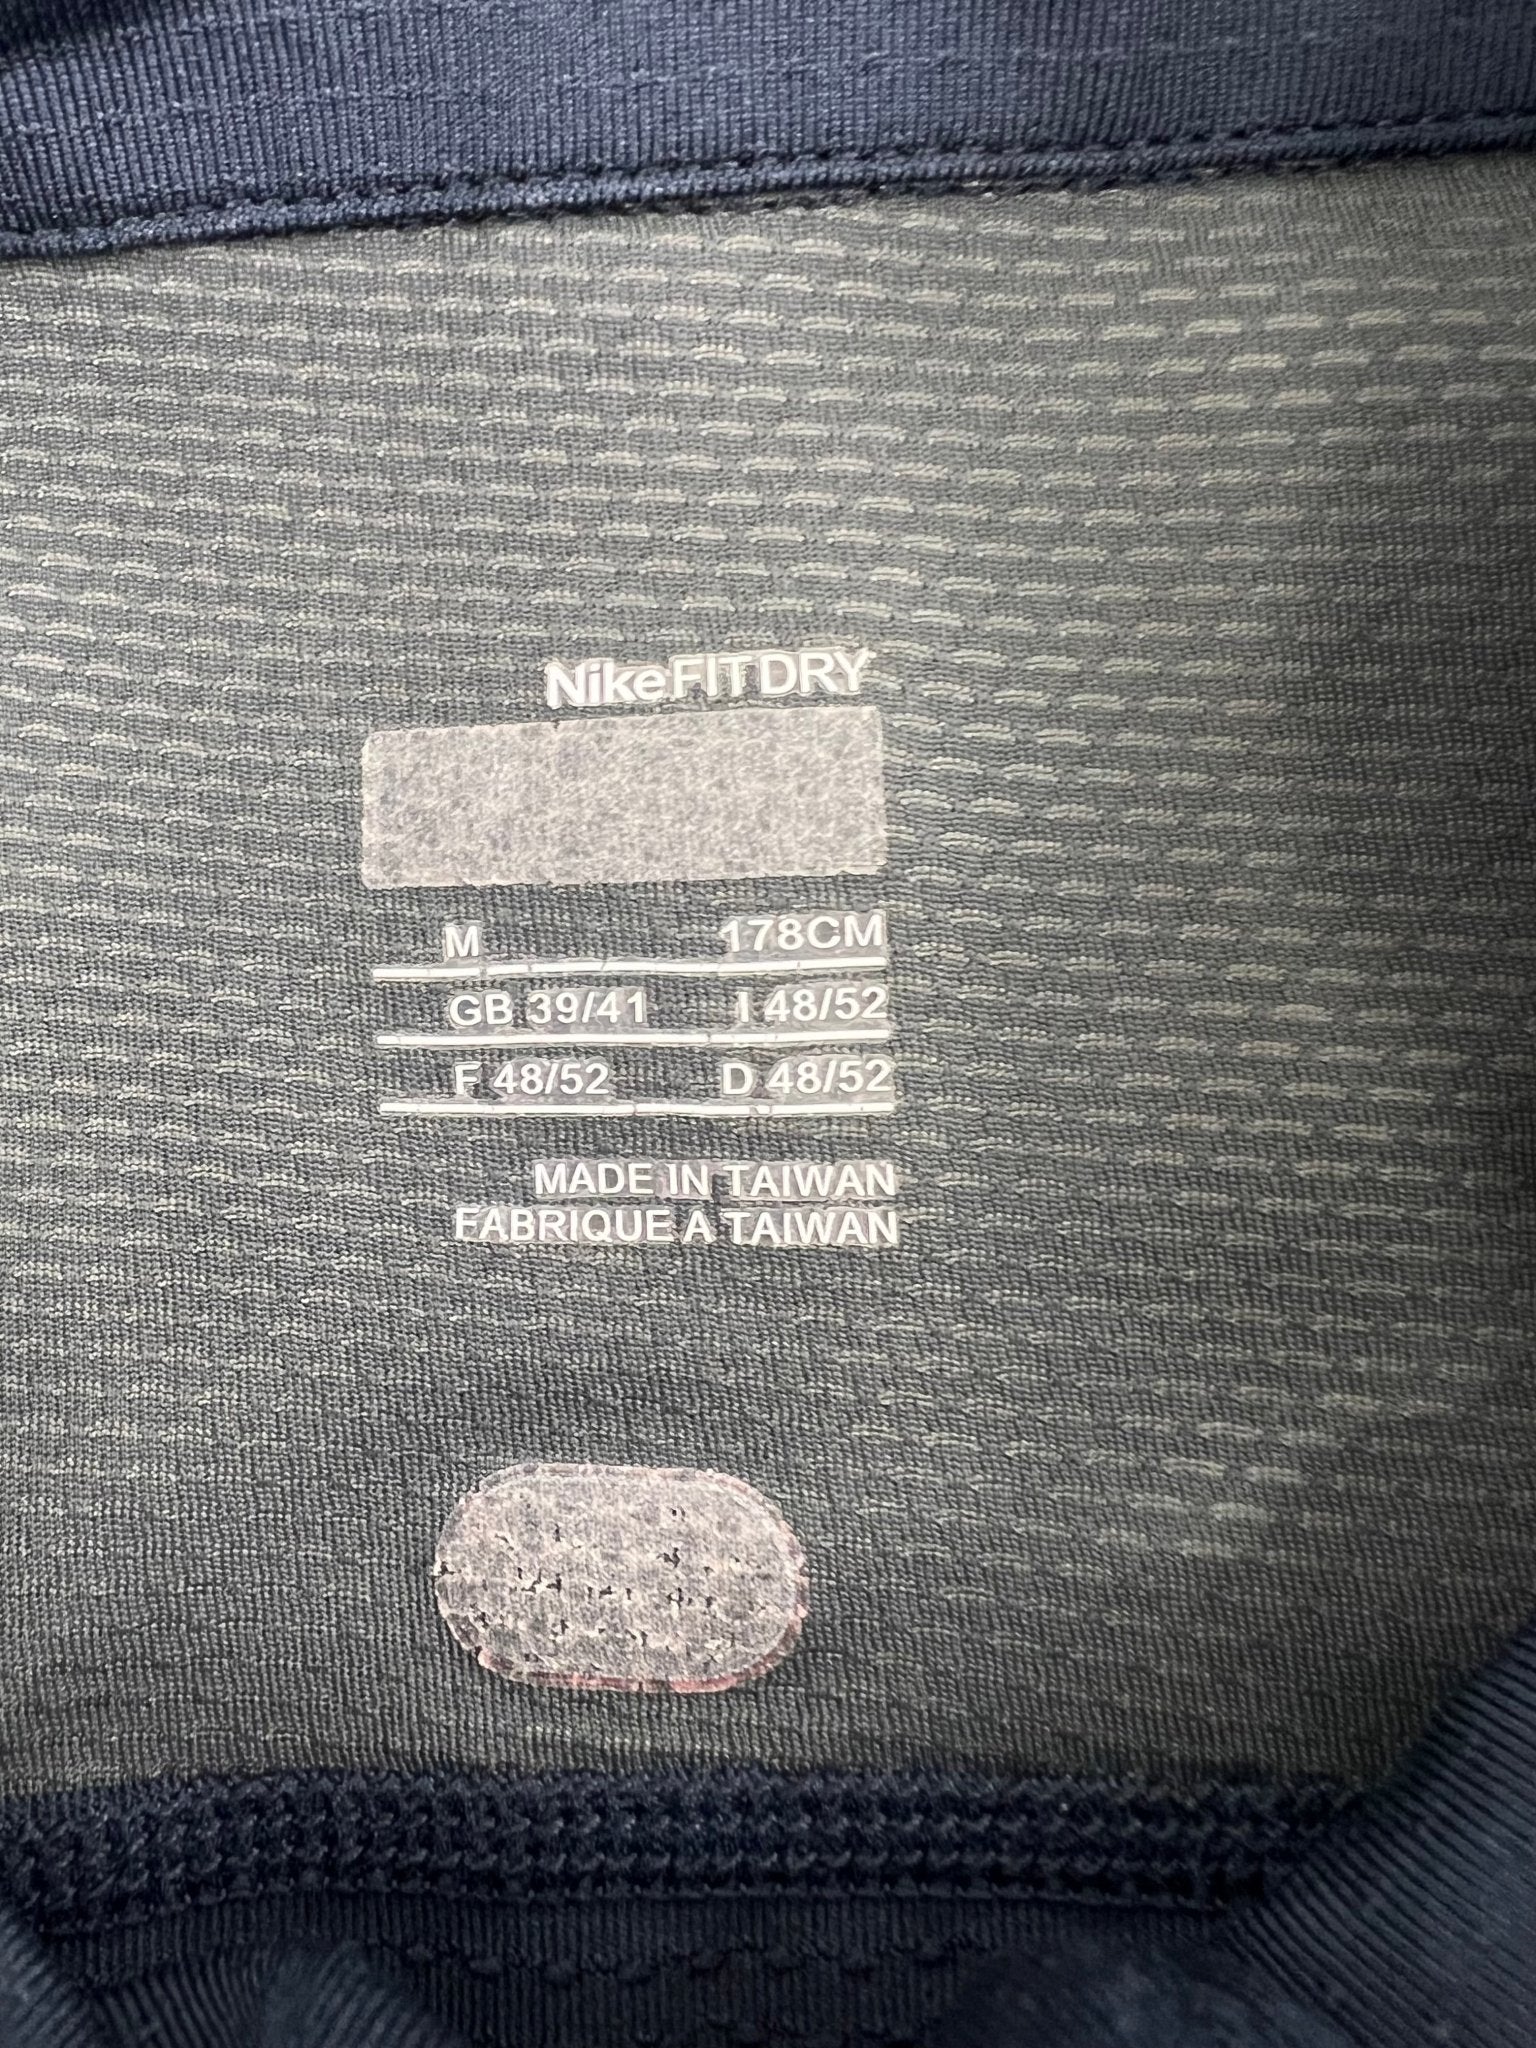 NikeFIT DRY
M 178CM
GB 39/41 I 48/52
F 48/52 D 48/52
MADE IN TAIWAN
FABRIQUE A TAIWAN